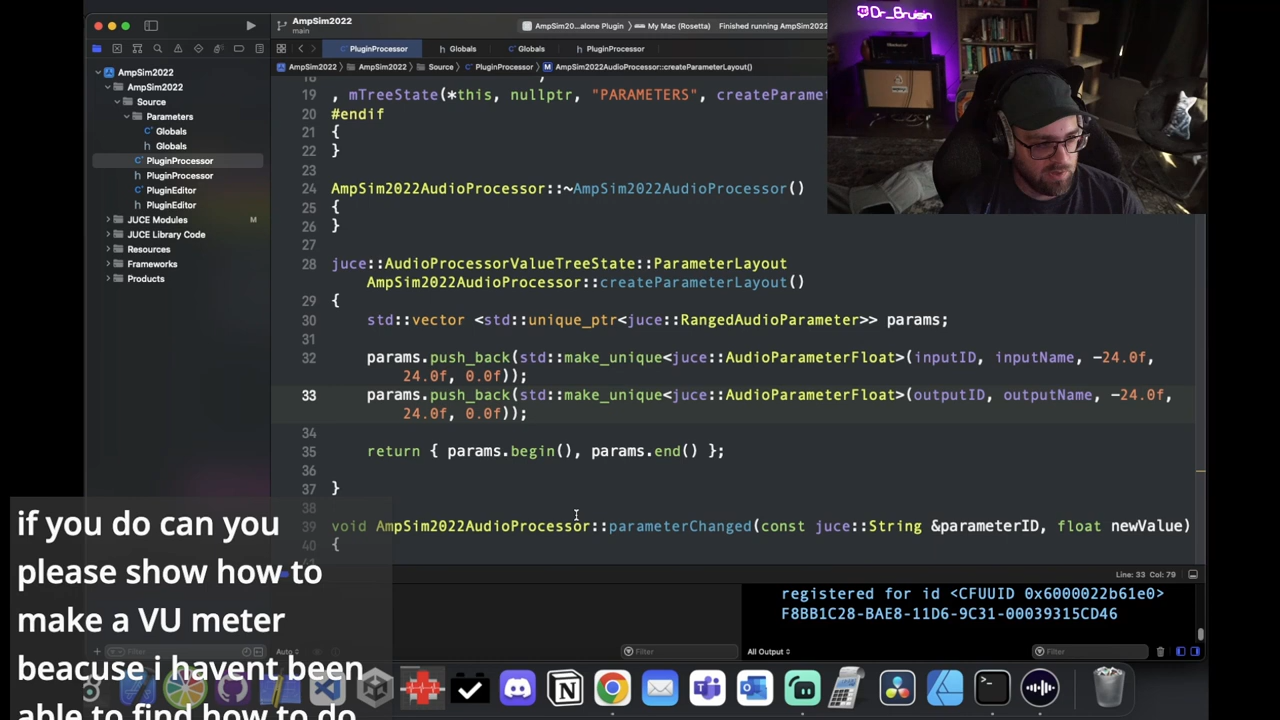 @Dr_Bruisin
AmpSim2022
main
AmpSim20...alone Plugin › My Mac (Rosetta)
Finished running AmpSim2022
PluginProcessor
Globals
Globals
PluginProcessor
AmpSim2022 › AmpSim2022 › Source › PluginProcessor › M AmpSim2022AudioProcessor::createParameterLayout()
AmpSim2022
AmpSim2022
Source
Parameters
Globals
Globals
PluginProcessor
PluginProcessor
PluginEditor
PluginEditor
JUCE Modules M
JUCE Library Code
Resources
Frameworks
Products
19 , mTreeState(*this, nullptr, "PARAMETERS", createParame
20 #endif
21 {
22 }
23
24 AmpSim2022AudioProcessor::~AmpSim2022AudioProcessor()
25 {
26 }
27
28 juce::AudioProcessorValueTreeState::ParameterLayout
AmpSim2022AudioProcessor::createParameterLayout()
29 {
30 std::vector <std::unique_ptr<juce::RangedAudioParameter>> params;
31
32 params.push_back(std::make_unique<juce::AudioParameterFloat>(inputID, inputName, -24.0f,
24.0f, 0.0f));
33 params.push_back(std::make_unique<juce::AudioParameterFloat>(outputID, outputName, -24.0f,
24.0f, 0.0f));
34
35 return { params.begin(), params.end() };
36
37 }
38
39 void AmpSim2022AudioProcessor::parameterChanged(const juce::String &parameterID, float newValue)
40 {
Line: 33 Col: 79
registered for id <CFUUID 0x6000022b61e0>
F8BB1C28-BAE8-11D6-9C31-00039315CD46
Filter
Auto
Filter
All Output
Filter
if you do can you
please show how to
make a VU meter
beacuse i havent been
able to find how to do